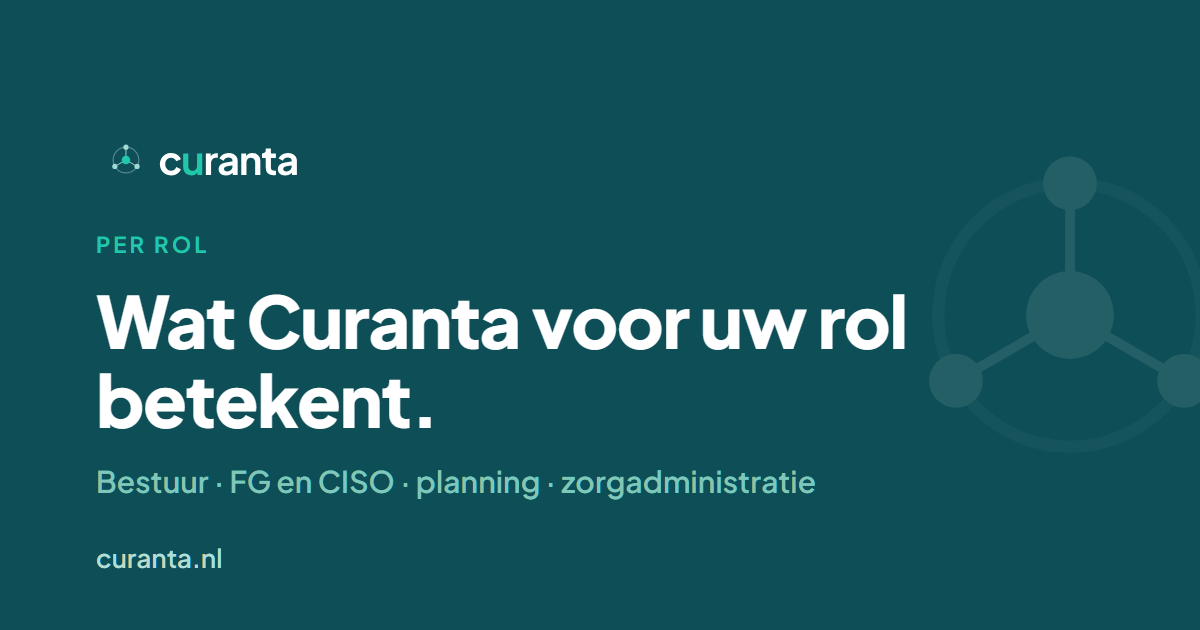 curanta
PER ROL
Wat Curanta voor uw rol
betekent.
Bestuur · FG en CISO · planning · zorgadministratie
curanta.nl